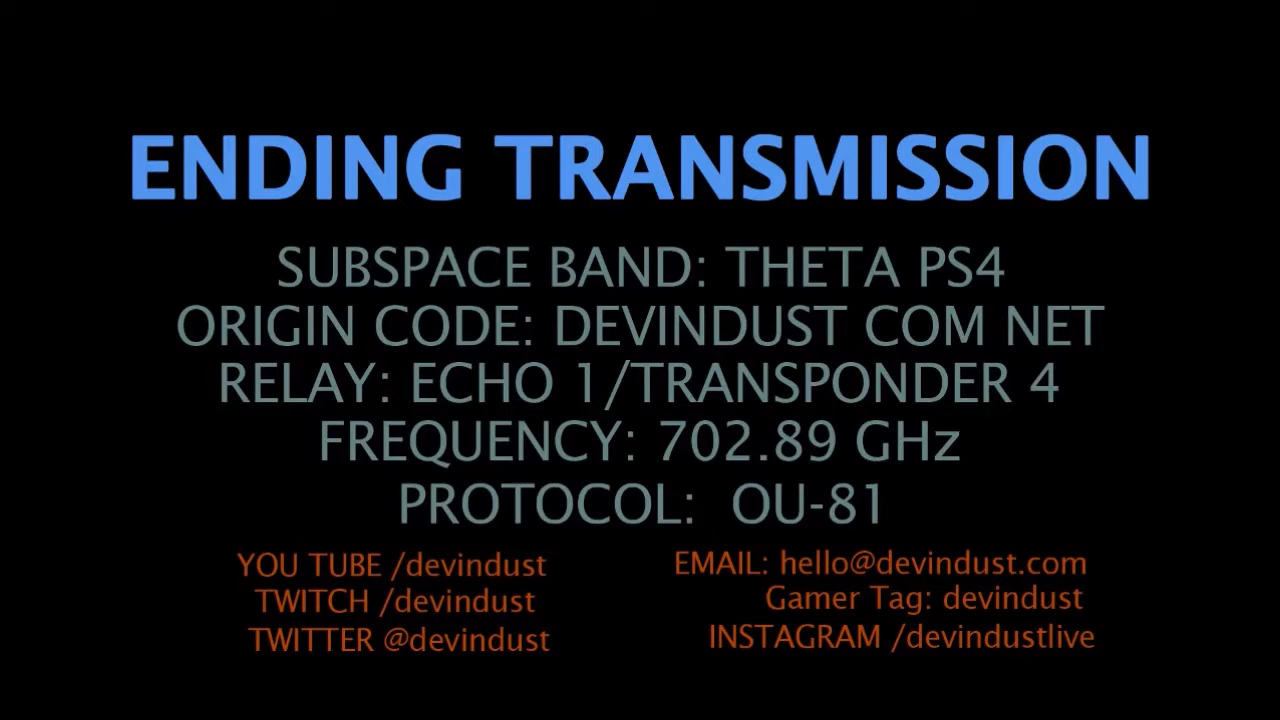 ENDING TRANSMISSION
SUBSPACE BAND: THETA PS4
ORIGIN CODE: DEVINDUST COM NET
RELAY: ECHO 1/TRANSPONDER 4
FREQUENCY: 702.89 GHz
PROTOCOL: OU-81
YOU TUBE /devindust
TWITCH /devindust
TWITTER @devindust
EMAIL: hello@devindust.com
Gamer Tag: devindust
INSTAGRAM /devindustlive